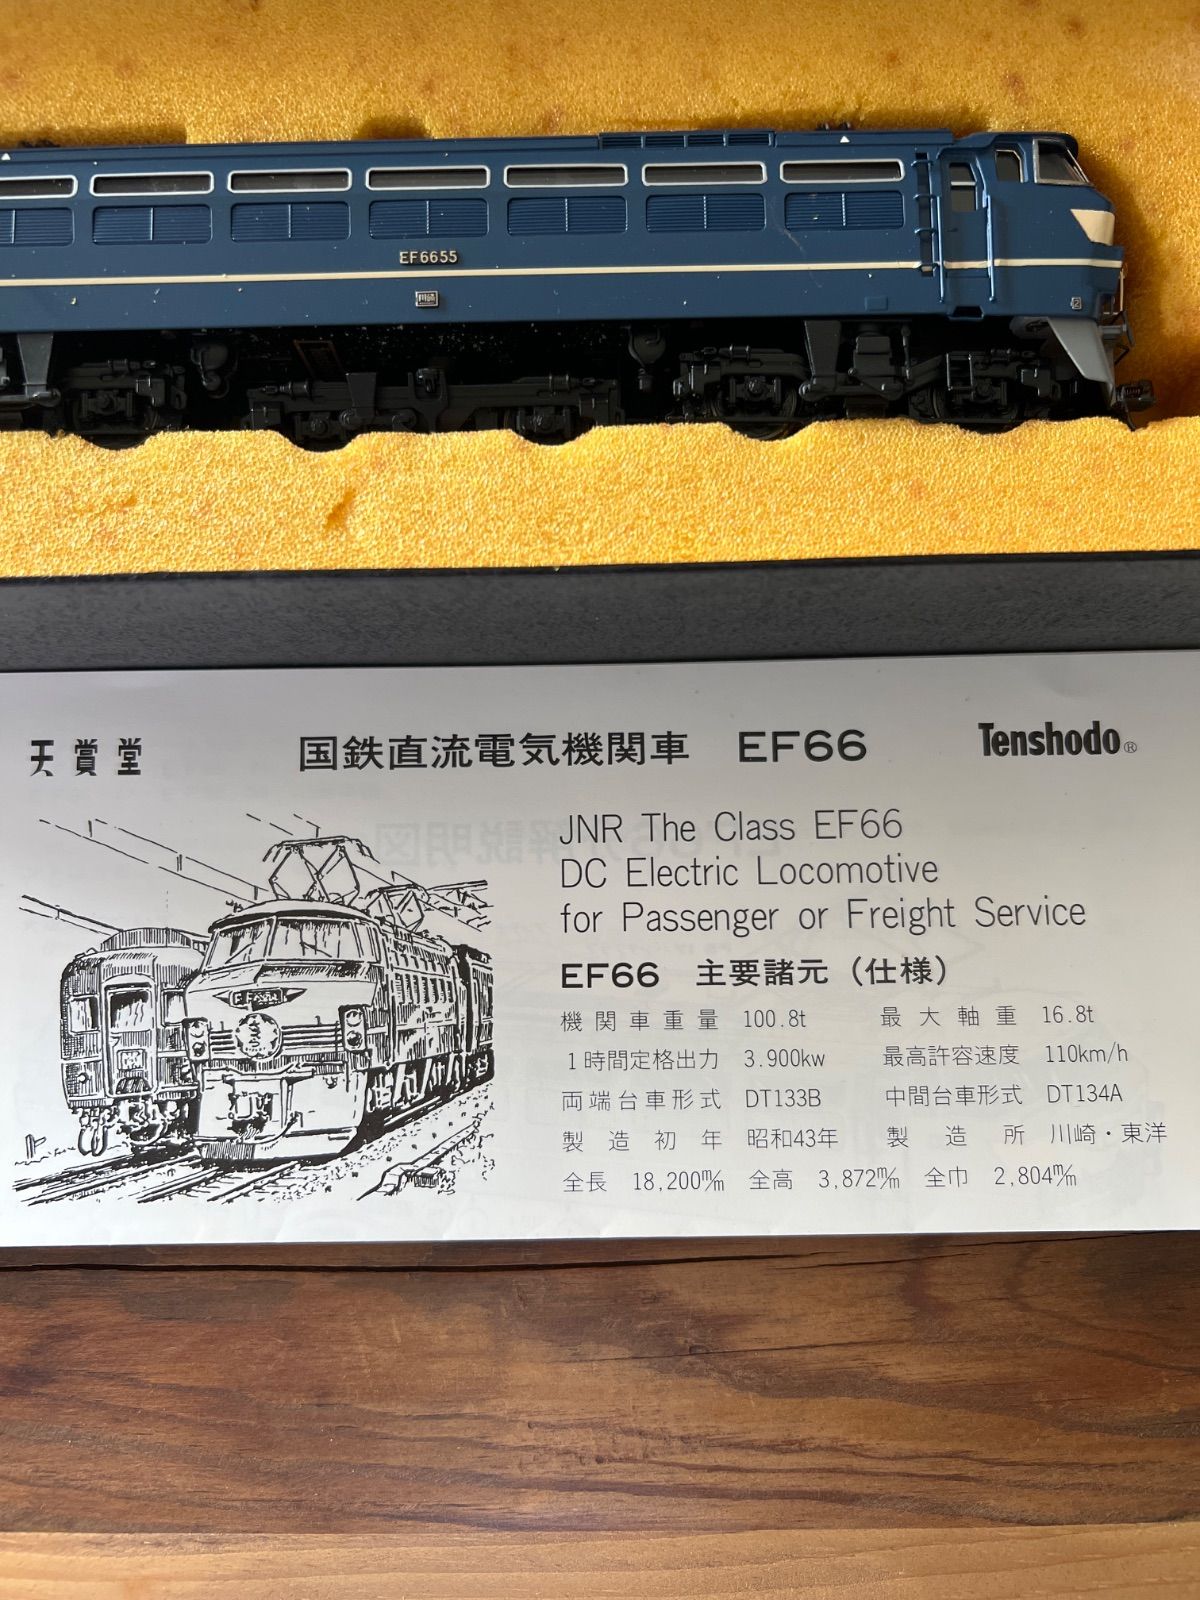 EF6655
2
天賞堂
国鉄直流電気機関車 EF66
Tenshodo®
JNR The Class EF66
DC Electric Locomotive
for Passenger or Freight Service
EF66 主要諸元（仕様）
機関車重量 100.8t 最大軸重 16.8t
1時間定格出力 3.900kw 最高許容速度 110km/h
両端台車形式 DT133B 中間台車形式 DT134A
製造初年 昭和43年 製造所 川崎・東洋
全長 18,200m/m 全高 3,872m/m 全巾 2,804m/m